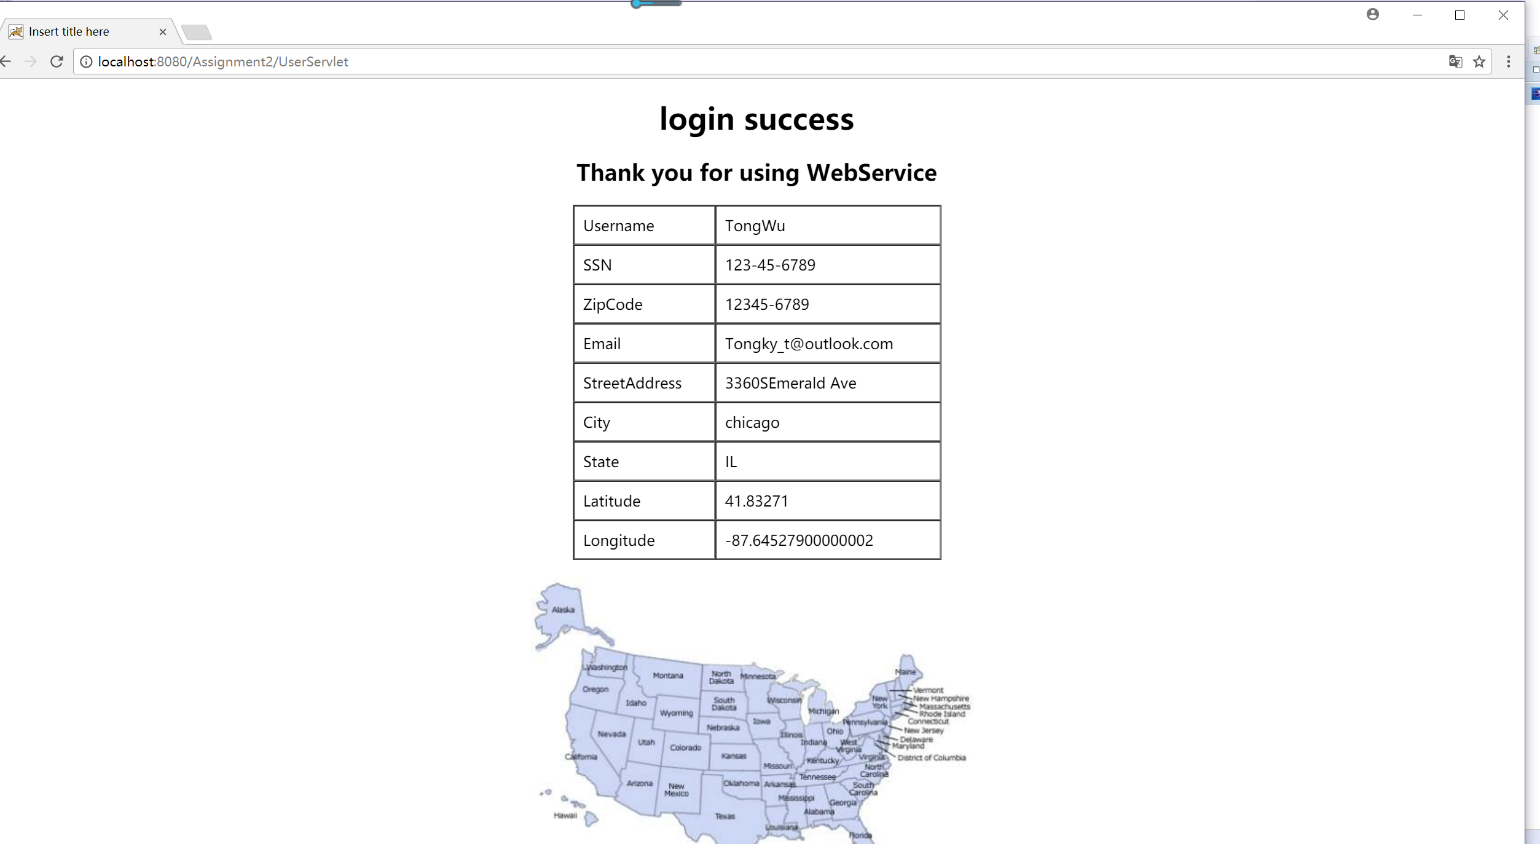 Insert title here
localhost:8080/Assignment2/UserServlet
login success
Thank you for using WebService
Username TongWu
SSN 123-45-6789
ZipCode 12345-6789
Email Tongky_t@outlook.com
StreetAddress 3360SEmerald Ave
City chicago
State IL
Latitude 41.83271
Longitude -87.64527900000002
Alaska
Washington
Montana
North
Dakota
Minnesota
Maine
Oregon
Idaho
Wyoming
South
Dakota
Wisconsin
Michigan
New
York
Vermont
New Hampshire
Massachusetts
Rhode Island
Connecticut
Nevada
Utah
Colorado
Nebraska
Iowa
Illinois
Indiana
Ohio
Pennsylvania
New Jersey
Delaware
Maryland
District of Columbia
California
Kansas
Missouri
Kentucky
West
Virginia
Virginia
Arizona
New
Mexico
Oklahoma
Arkansas
Tennessee
North
Carolina
South
Carolina
Hawaii
Texas
Louisiana
Mississippi
Alabama
Georgia
Florida